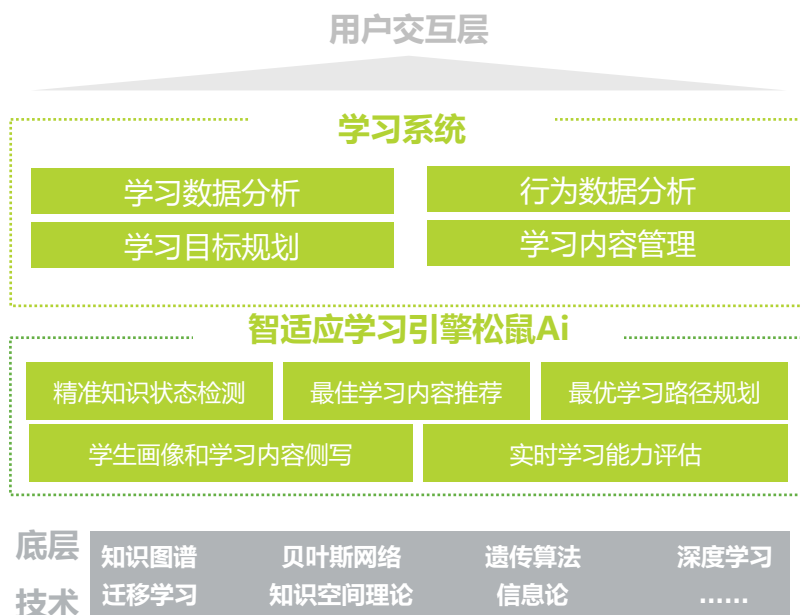 用户交互层
学习系统
学习数据分析
行为数据分析
学习目标规划
学习内容管理
智适应学习引擎松鼠Ai
精准知识状态检测
最佳学习内容推荐
最优学习路径规划
学生画像和学习内容侧写
实时学习能力评估
底层
技术
知识图谱
贝叶斯网络
遗传算法
深度学习
迁移学习
知识空间理论
信息论
……